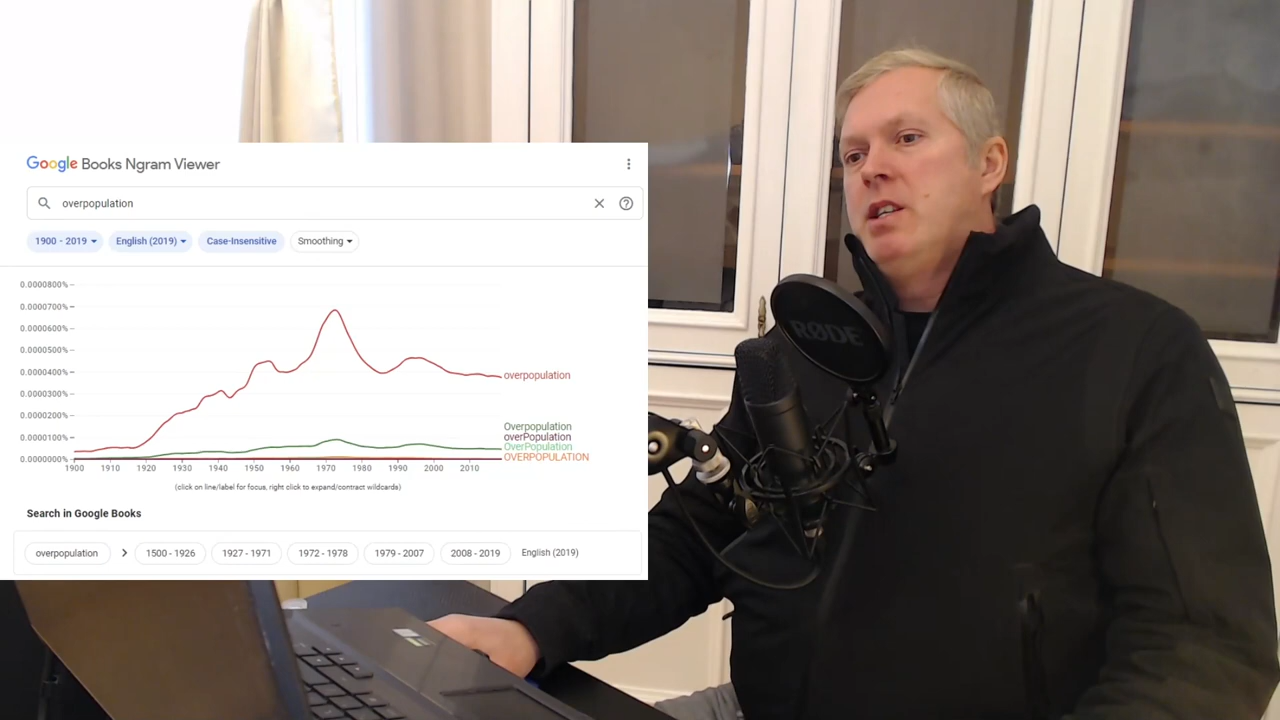 Google Books Ngram Viewer
overpopulation
1900 - 2019 English (2019) Case-Insensitive Smoothing
0.0000800%
0.0000700%
0.0000600%
0.0000500%
0.0000400%
0.0000300%
0.0000200%
0.0000100%
0.0000000%
overpopulation
Overpopulation
overPopulation
OverPopulation
OVERPOPULATION
1900 1910 1920 1930 1940 1950 1960 1970 1980 1990 2000 2010
(click on line/label for focus, right click to expand/contract wildcards)
Search in Google Books
overpopulation 1500 - 1926 1927 - 1971 1972 - 1978 1979 - 2007 2008 - 2019 English (2019)
RØDE